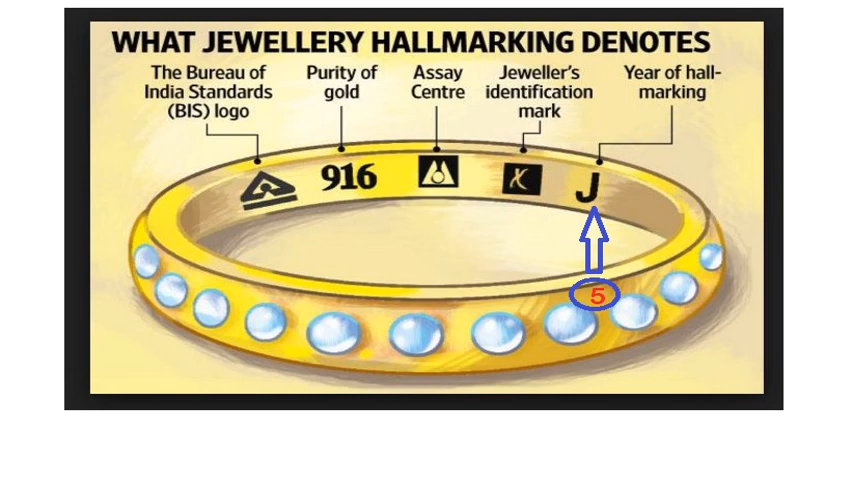 WHAT JEWELLERY HALLMARKING DENOTES
The Bureau of
India Standards
(BIS) logo
Purity of
gold
Assay
Centre
Jeweller's
identification
mark
Year of hall-
marking
916
K
J
5